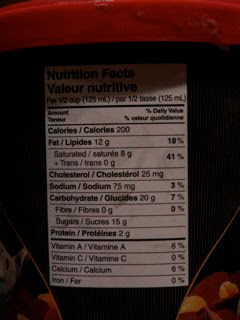 Nutrition Facts
Valeur nutritive
Per 1/2 cup (125 mL) / par 1/2 tasse (125 mL)
Amount % Daily Value
Teneur % valeur quotidienne
Calories / Calories 200
Fat / Lipides 12 g 18 %
Saturated / saturés 8 g
+ Trans / trans 0 g 41 %
Cholesterol / Cholestérol 25 mg
Sodium / Sodium 75 mg 3 %
Carbohydrate / Glucides 20 g 7 %
Fibre / Fibres 0 g 0 %
Sugars / Sucres 15 g
Protein / Protéines 2 g
Vitamin A / Vitamine A 6 %
Vitamin C / Vitamine C 0 %
Calcium / Calcium 6 %
Iron / Fer 0 %